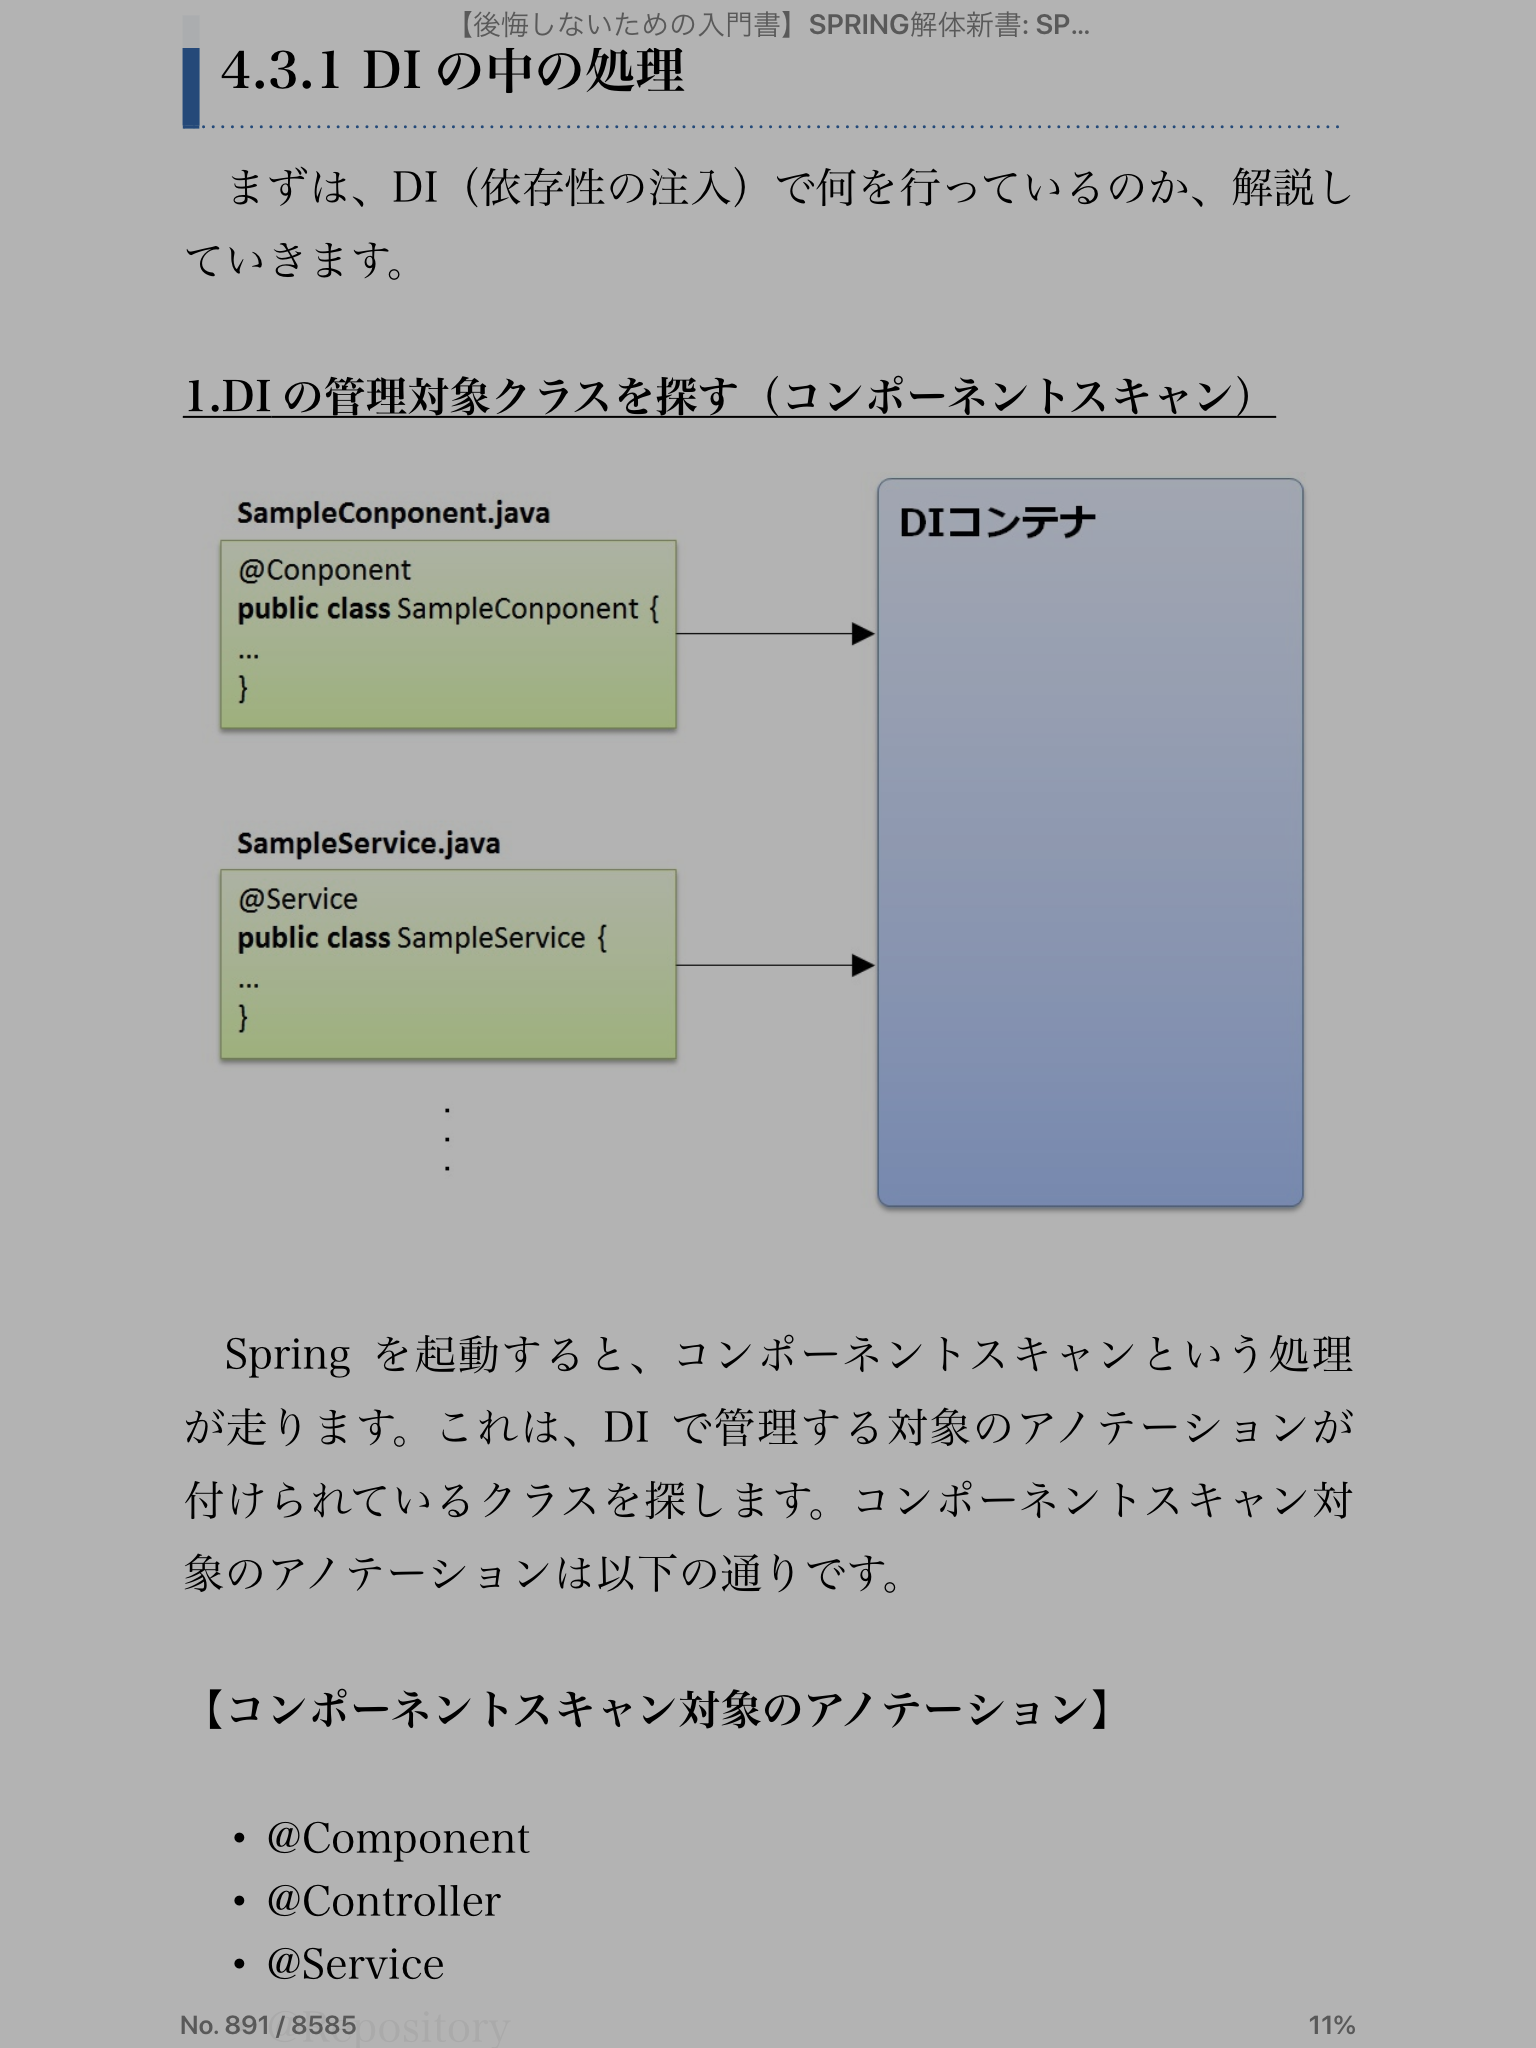 【後悔しないための入門書】SPRING解体新書: SP...
4.3.1 DI の中の処理
まずは、DI（依存性の注入）で何を行っているのか、解説し
ていきます。
1.DI の管理対象クラスを探す（コンポーネントスキャン）
SampleConponent.java
@Conponent
public class SampleConponent {
...
}
DIコンテナ
SampleService.java
@Service
public class SampleService {
...
}
.
.
.
Spring を起動すると、コンポーネントスキャンという処理
が走ります。これは、DI で管理する対象のアノテーションが
付けられているクラスを探します。コンポーネントスキャン対
象のアノテーションは以下の通りです。
【コンポーネントスキャン対象のアノテーション】
・@Component
・@Controller
・@Service
@Repository
No. 891 / 8585
11%